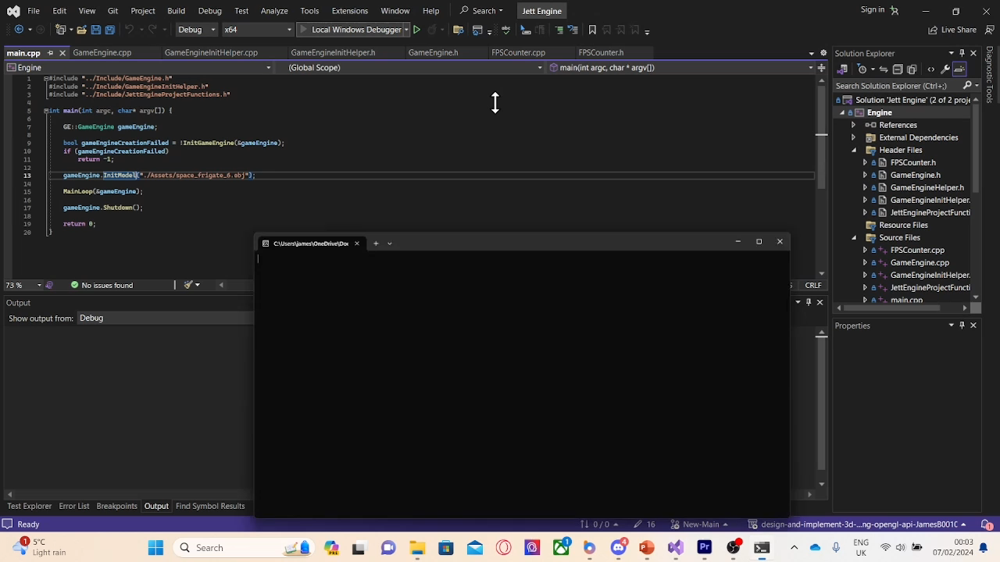 File Edit View Git Project Build Debug Test Analyze Tools Extensions Window Help Search Jett Engine Sign in
Debug x64 Local Windows Debugger Live Share
main.cpp GameEngine.cpp GameEngineInitHelper.cpp GameEngineInitHelper.h GameEngine.h FPSCounter.cpp FPSCounter.h
Engine (Global Scope) main(int argc, char * argv[])
1 #include "../Include/GameEngine.h"
2 #include "../Include/GameEngineInitHelper.h"
3 #include "../Include/JettEngineProjectFunctions.h"
4
5 int main(int argc, char* argv[]) {
6
7 GE::GameEngine gameEngine;
8
9 bool gameEngineCreationFailed = !InitGameEngine(&gameEngine);
10 if (gameEngineCreationFailed)
11 return -1;
12
13 gameEngine.InitModel("./Assets/space_frigate_6.obj");
14
15 MainLoop(&gameEngine);
16
17 gameEngine.Shutdown();
18
19 return 0;
20 }
73 % No issues found CRLF
Output
Show output from: Debug
C:\Users\james\OneDrive\Doc
Test Explorer Error List Breakpoints Output Find Symbol Results
Solution Explorer
Search Solution Explorer (Ctrl+;)
Solution 'Jett Engine' (2 of 2 proje
Engine
References
External Dependencies
Header Files
FPSCounter.h
GameEngine.h
GameEngineHelper.h
GameEngineInitHelper.
JettEngineProjectFuncti
Resource Files
Source Files
FPSCounter.cpp
GameEngine.cpp
GameEngineInitHelper.
JettEngineProjectFuncti
main.cpp
Properties
Diagnostic Tools
Ready 0 / 0 16 New-Main design-and-implement-3d-...ng-opengl-api-JamesB001C 1
1 5°C
Light rain
Search
1
4
ENG
UK
00:03
07/02/2024